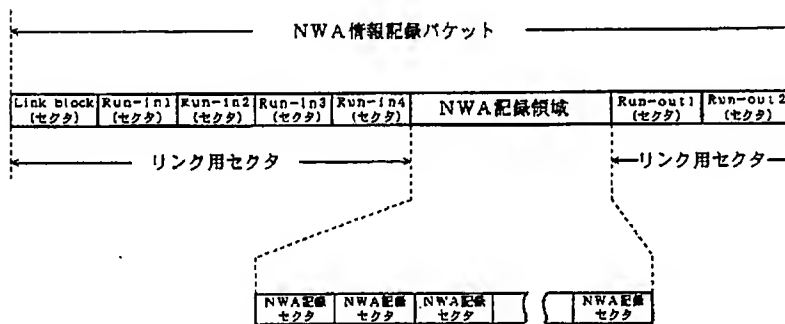 NWA情報記録パケット
Link block Run-in1 Run-in2 Run-in3 Run-in4 NWA記録領域 Run-out1 Run-out2
(セクタ) (セクタ) (セクタ) (セクタ) (セクタ) (セクタ) (セクタ)
リンク用セクタ リンク用セクタ
NWA記録 NWA記録 NWA記録 NWA記録
セクタ セクタ セクタ セクタ